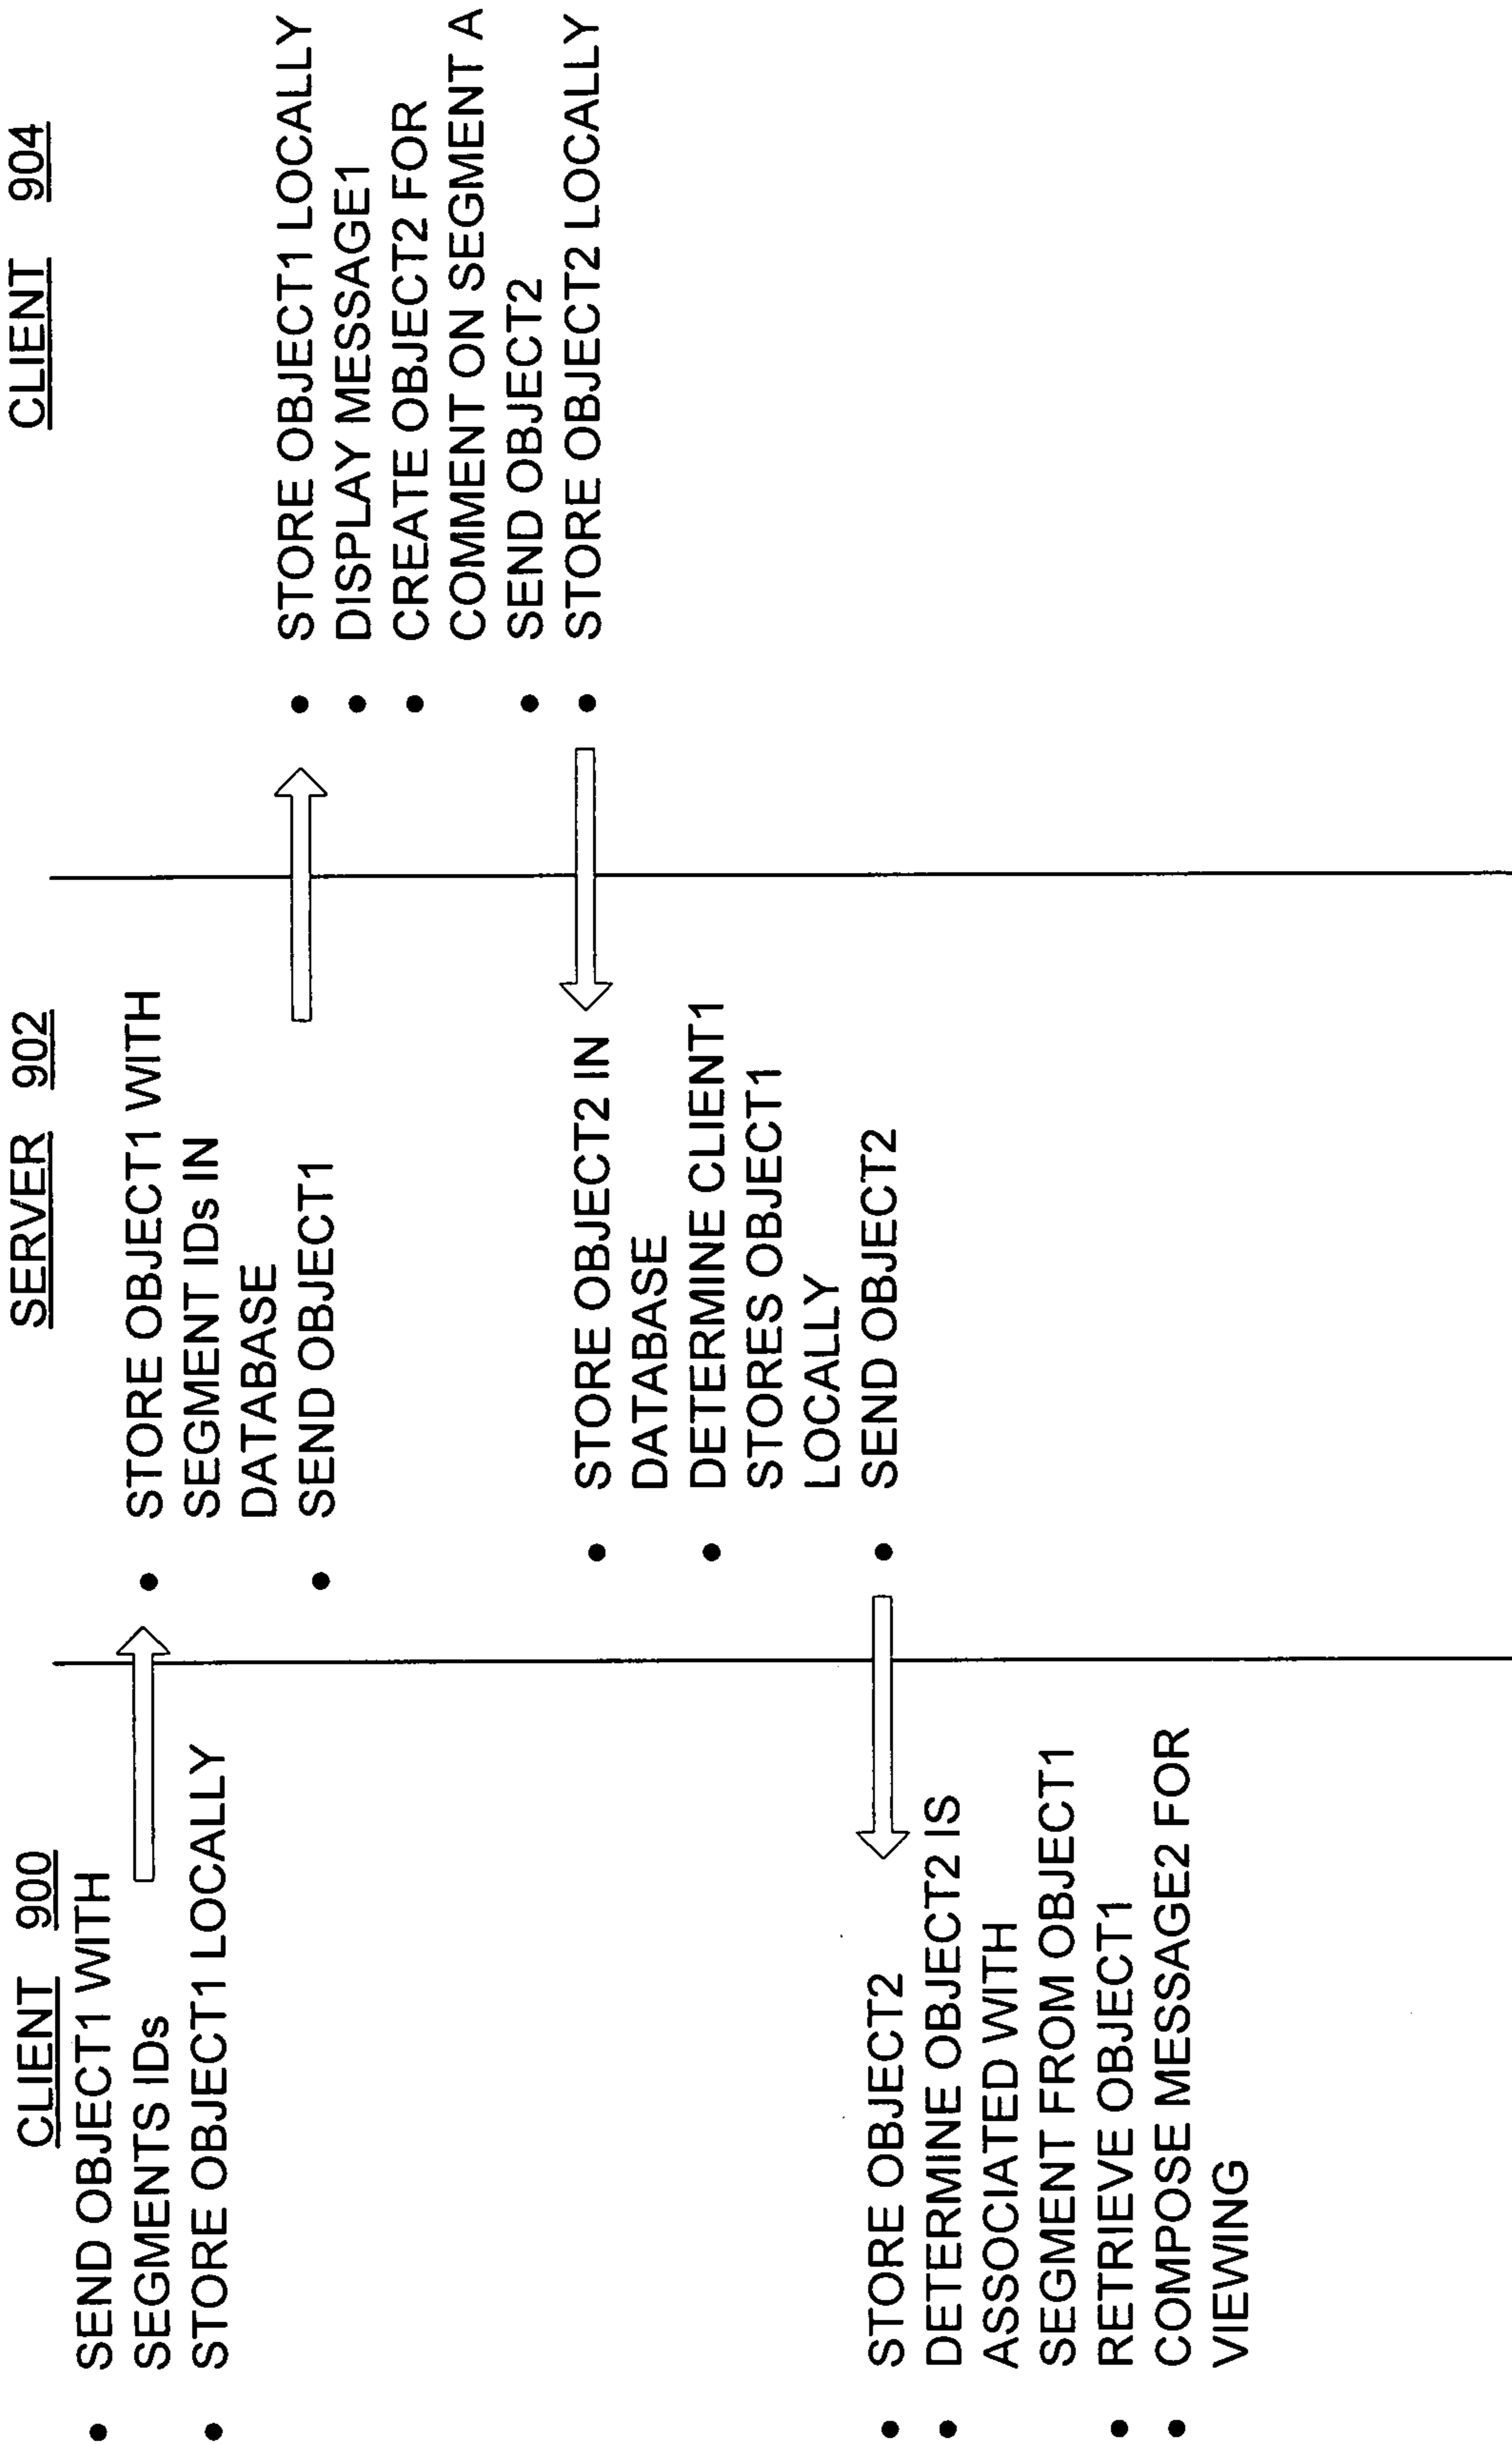 CLIENT 900
• SEND OBJECT1 WITH
SEGMENTS IDs
• STORE OBJECT1 LOCALLY
• STORE OBJECT2
• DETERMINE OBJECT2 IS
ASSOCIATED WITH
SEGMENT FROM OBJECT1
• RETRIEVE OBJECT1
• COMPOSE MESSAGE2 FOR
VIEWING
SERVER 902
• STORE OBJECT1 WITH
SEGMENT IDs IN
DATABASE
• SEND OBJECT1
• STORE OBJECT2 IN
DATABASE
• DETERMINE CLIENT1
STORES OBJECT1
LOCALLY
• SEND OBJECT2
CLIENT 904
• STORE OBJECT1 LOCALLY
• DISPLAY MESSAGE1
• CREATE OBJECT2 FOR
COMMENT ON SEGMENT A
• SEND OBJECT2
• STORE OBJECT2 LOCALLY